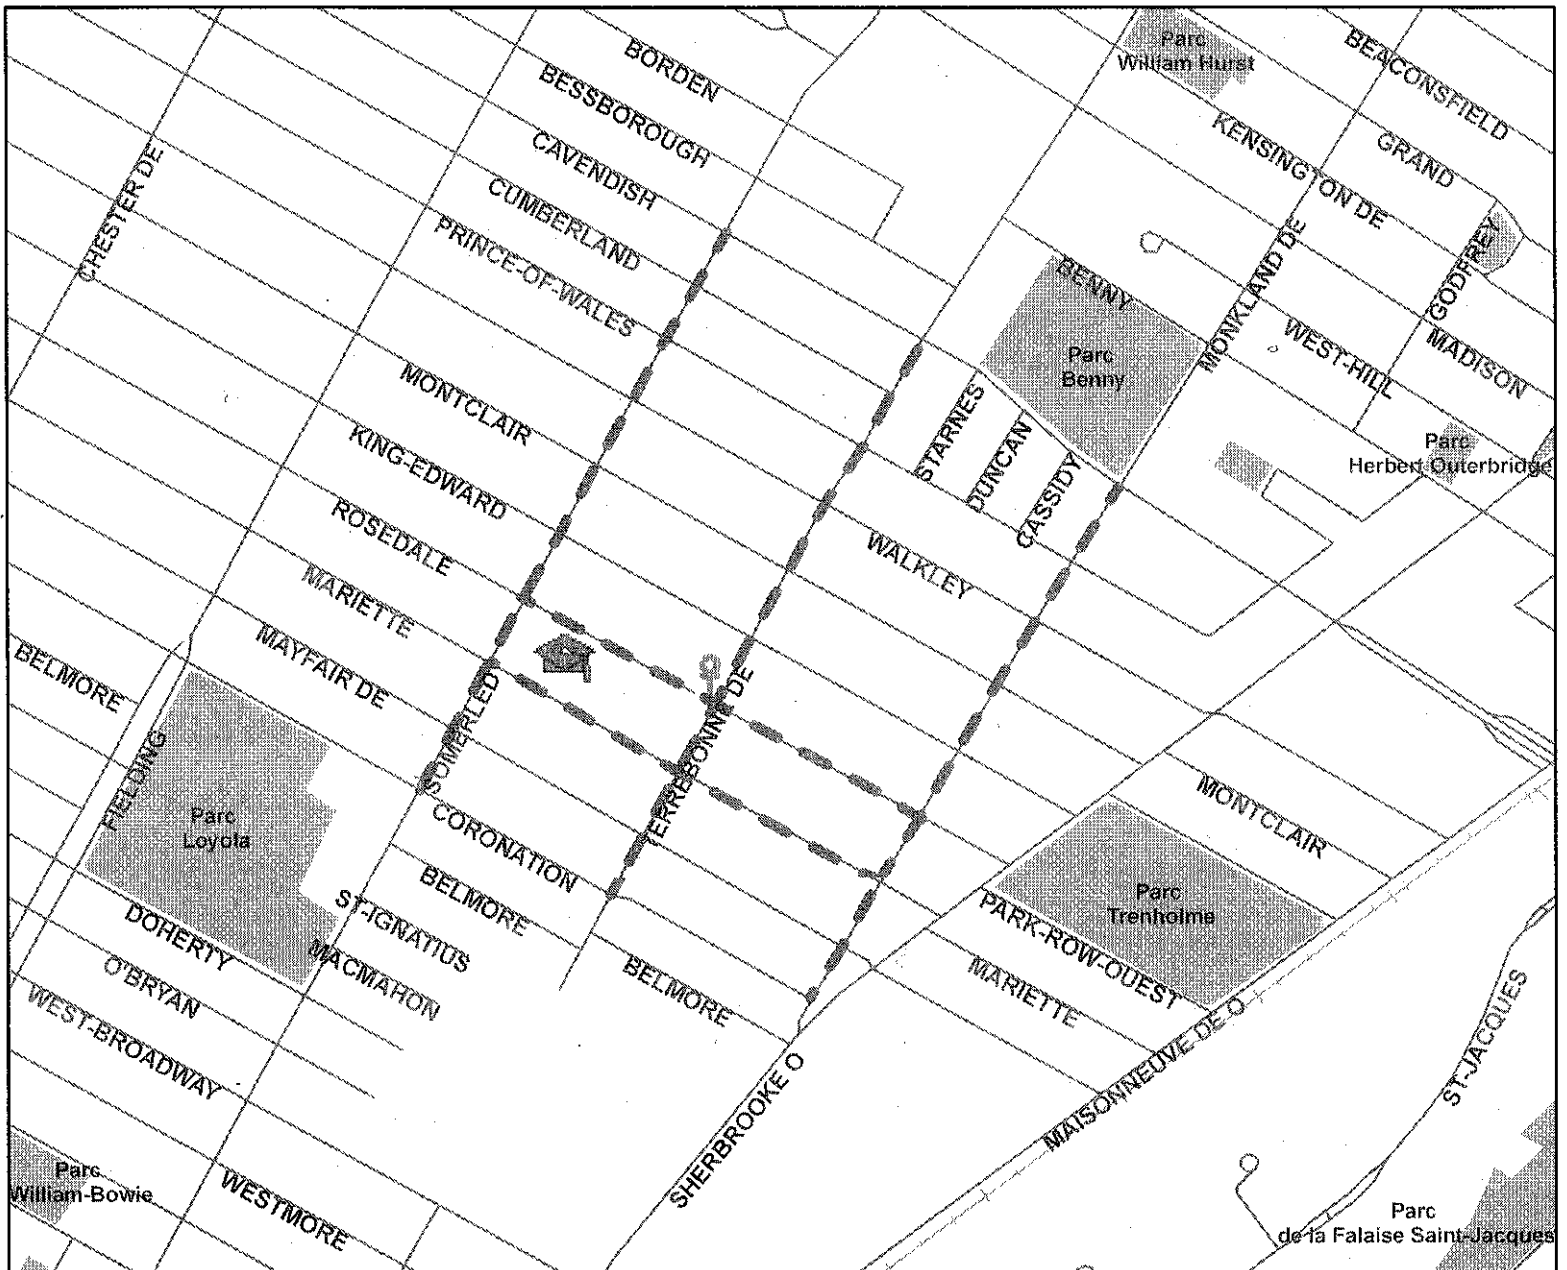 BORDEN
BESSBOROUGH
CAVENDISH
CUMBERLAND
PRINCE-OF-WALES
CHESTER DE
Parc
William Hurst
BEACONSFIELD
KENSINGTON DE
GRAND
GODFREY
MONKLAND DE
BENNY
Parc
Benny
WEST-HILL
MADISON
Parc
Herbert Outerbridge
MONTCLAIR
KING-EDWARD
ROSEDALE
MARIETTE
MAYFAIR DE
BELMORE
STARNES
DUNCAN
CASSIDY
WALKLEY
SOMERLED
TERREBONNE DE
FIELDING
Parc
Loyola
CORONATION
BELMORE
ST-IGNATIUS
MACMAHON
BELMORE
DOHERTY
O'BRYAN
WEST-BROADWAY
MONTCLAIR
Parc
Trenholme
PARK-ROW-OUEST
MARIETTE
MAISONNEUVE DE O
SHERBROOKE O
ST-JACQUES
Parc
William-Bowie
WESTMORE
Parc
de la Falaise Saint-Jacques